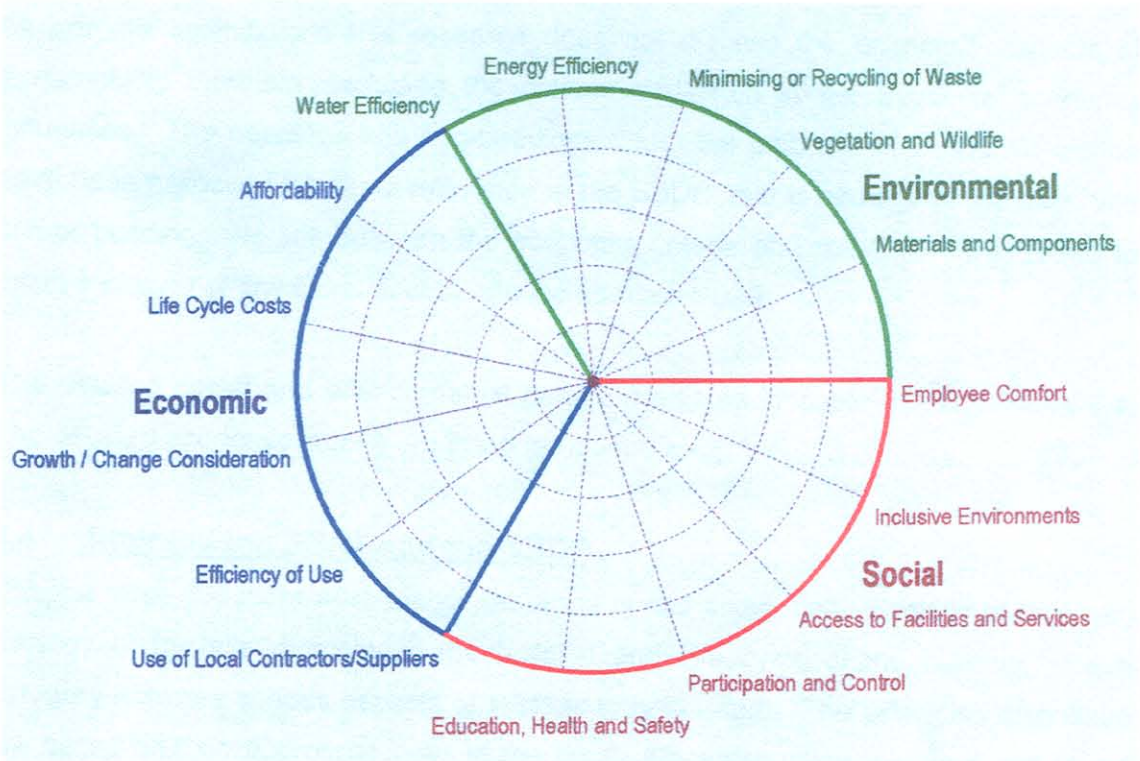 Energy Efficiency
Minimising or Recycling of Waste
Water Efficiency
Vegetation and Wildlife
Environmental
Affordability
Materials and Components
Life Cycle Costs
Economic
Employee Comfort
Growth / Change Consideration
Inclusive Environments
Social
Efficiency of Use
Access to Facilities and Services
Use of Local Contractors/Suppliers
Participation and Control
Education, Health and Safety